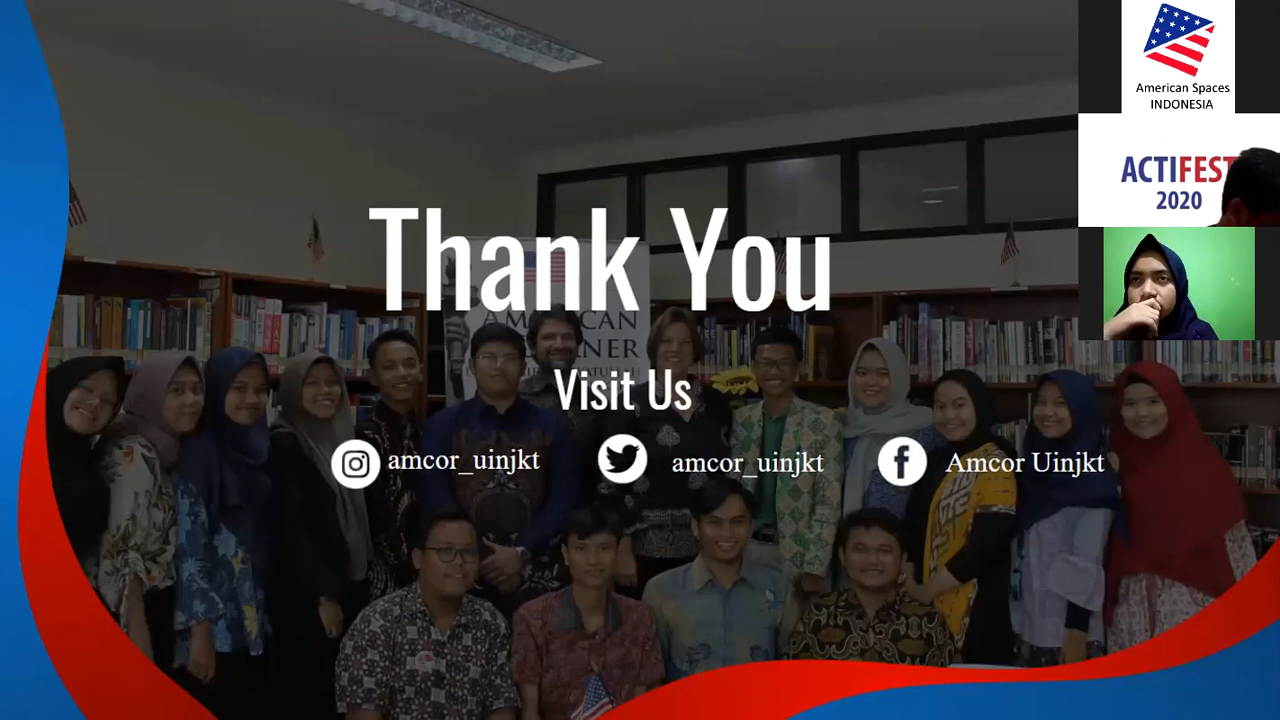 American Spaces
INDONESIA
ACTIFEST
2020
Thank You
Visit Us
amcor_uinjkt
amcor_uinjkt
Amcor Uinjkt